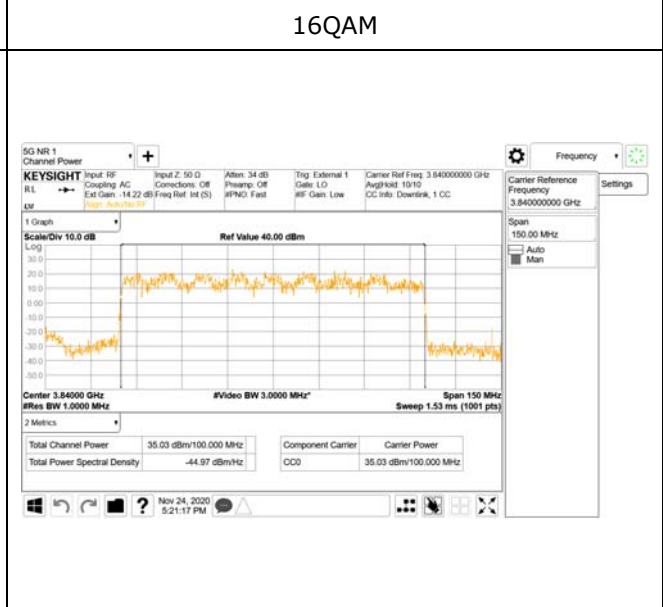 16QAM
5G NR 1
Channel Power
+
Frequency
KEYSIGHT
RL
Input: RF
Coupling: AC
Ext Gain: -14.22 dB
Align: Auto/No RF
Input Z: 50 Ω
Corrections: Off
Freq Ref: Int (S)
Atten: 34 dB
Preamp: Off
#PNO: Fast
Trig: External 1
Gate: LO
#IF Gain: Low
Carrier Ref Freq: 3.840000000 GHz
Avg|Hold: 10/10
CC Info: Downlink, 1 CC
Carrier Reference
Frequency
3.840000000 GHz
Settings
Span
150.00 MHz
Auto
Man
1 Graph
Scale/Div 10.0 dB
Ref Value 40.00 dBm
Log
30.0
20.0
10.0
0.00
-10.0
-20.0
-30.0
-40.0
-50.0
Center 3.84000 GHz
#Video BW 3.0000 MHz*
Span 150 MHz
#Res BW 1.0000 MHz
Sweep 1.53 ms (1001 pts)
2 Metrics
Total Channel Power 35.03 dBm/100.000 MHz
Total Power Spectral Density -44.97 dBm/Hz
Component Carrier Carrier Power
CC0 35.03 dBm/100.000 MHz
?
Nov 24, 2020
5:21:17 PM